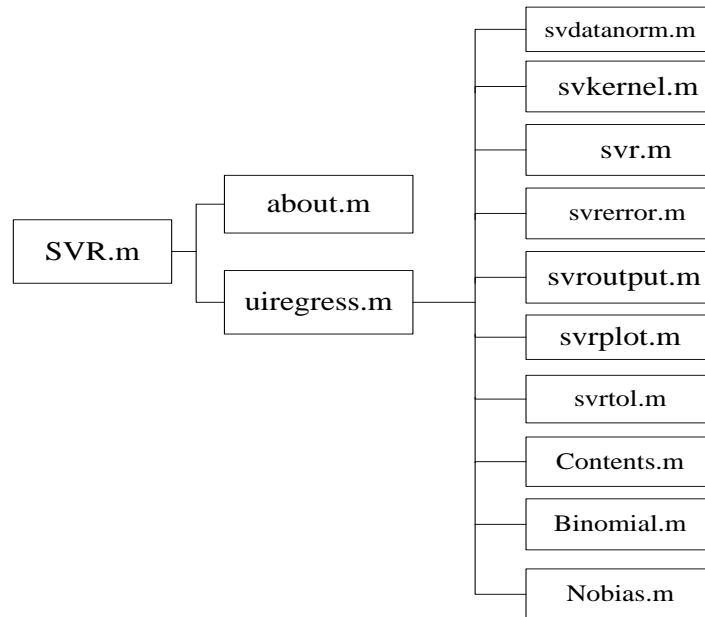 SVR.m
about.m
uiregress.m
svdatanorm.m
svkernel.m
svr.m
svrerror.m
svroutput.m
svrplot.m
svrtol.m
Contents.m
Binomial.m
Nobias.m